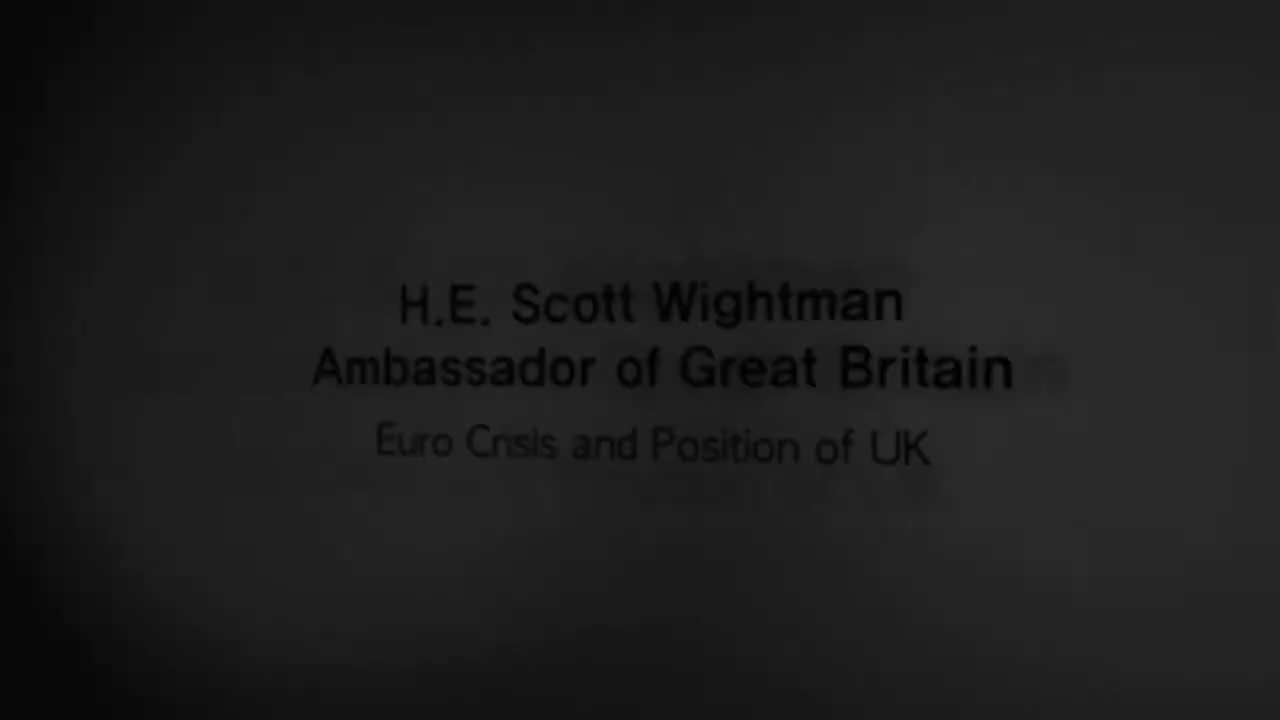 H.E. Scott Wightman
Ambassador of Great Britain
Euro Crisis and Position of UK